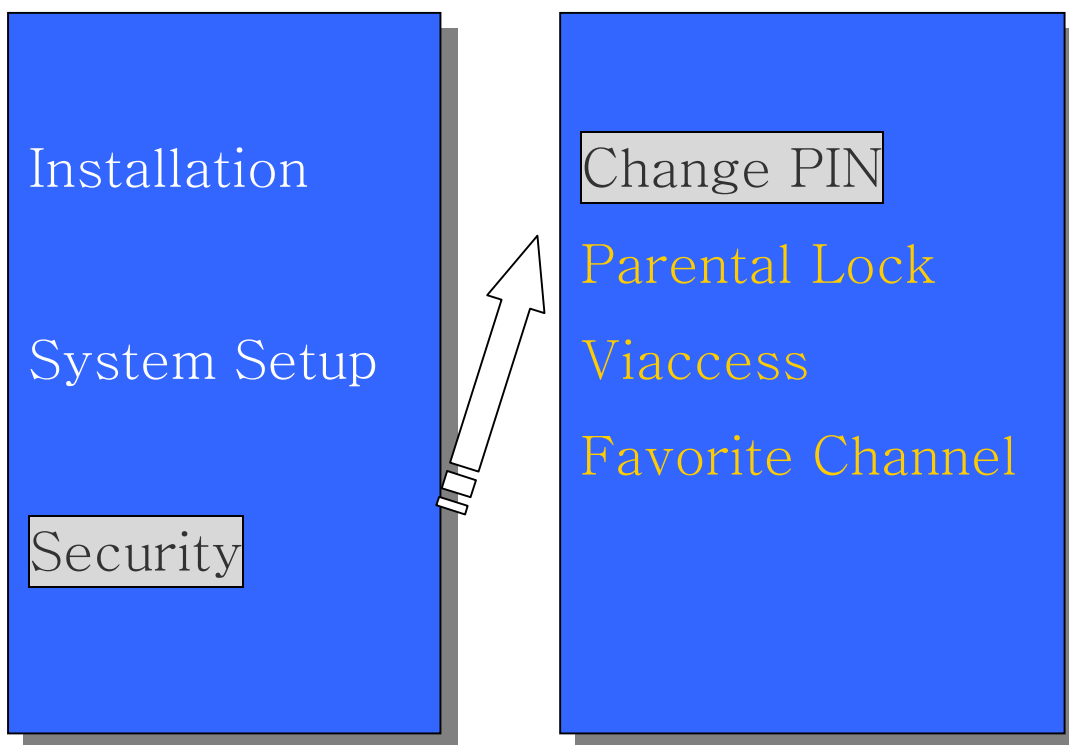 Installation
System Setup
Security
Change PIN
Parental Lock
Viaccess
Favorite Channel